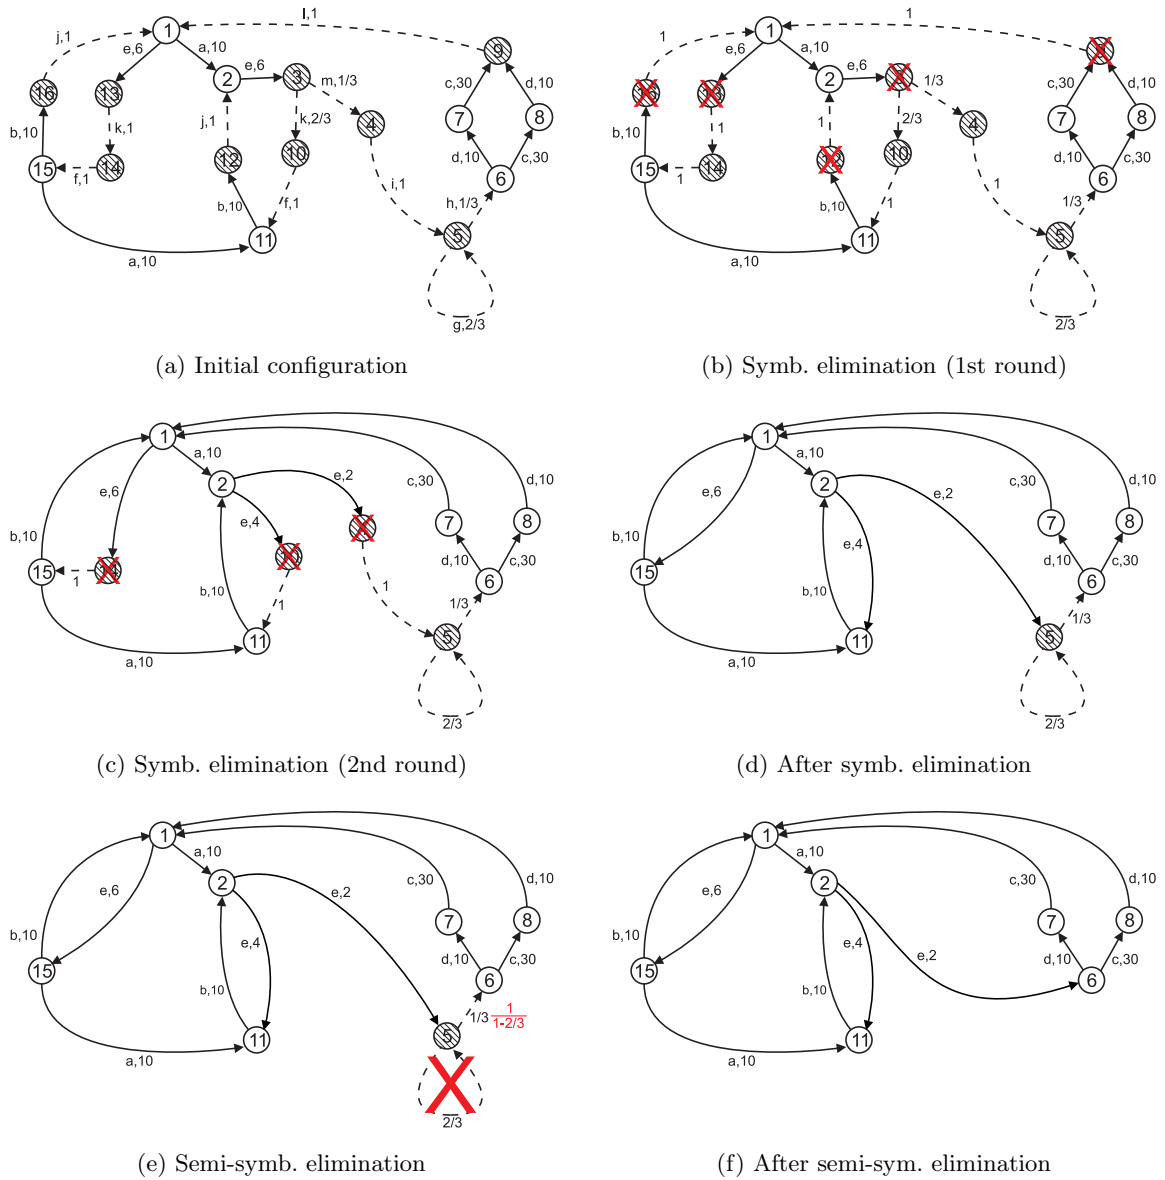 l,1
j,1
1
e,6
a,10
2
e,6
3
m,1/3
9
c,30
d,10
16
13
k,1
j,1
k,2/3
4
7
8
b,10
12
10
d,10
c,30
15
f,1
14
i,1
6
b,10
f,1
h,1/3
11
5
a,10
g,2/3
(a) Initial configuration
1
1
1
e,6
a,10
2
e,6
1/3
c,30
d,10
1
1
2/3
4
7
8
b,10
10
d,10
c,30
15
1
14
1
6
b,10
1
1/3
11
5
a,10
2/3
(b) Symb. elimination (1st round)
1
a,10
2
e,2
e,6
e,4
c,30
d,10
7
8
b,10
15
1
1
d,10
c,30
6
b,10
1
1/3
11
5
a,10
2/3
(c) Symb. elimination (2nd round)
1
a,10
2
e,2
e,6
e,4
c,30
d,10
7
8
b,10
15
b,10
d,10
c,30
6
1/3
11
5
a,10
2/3
(d) After symb. elimination
1
a,10
2
e,2
e,6
e,4
c,30
d,10
7
8
b,10
15
b,10
d,10
c,30
6
1/3 1
1-2/3
11
5
a,10
2/3
(e) Semi-symb. elimination
1
a,10
2
e,6
e,4
e,2
c,30
d,10
7
8
b,10
15
b,10
d,10
c,30
6
11
a,10
(f) After semi-sym. elimination